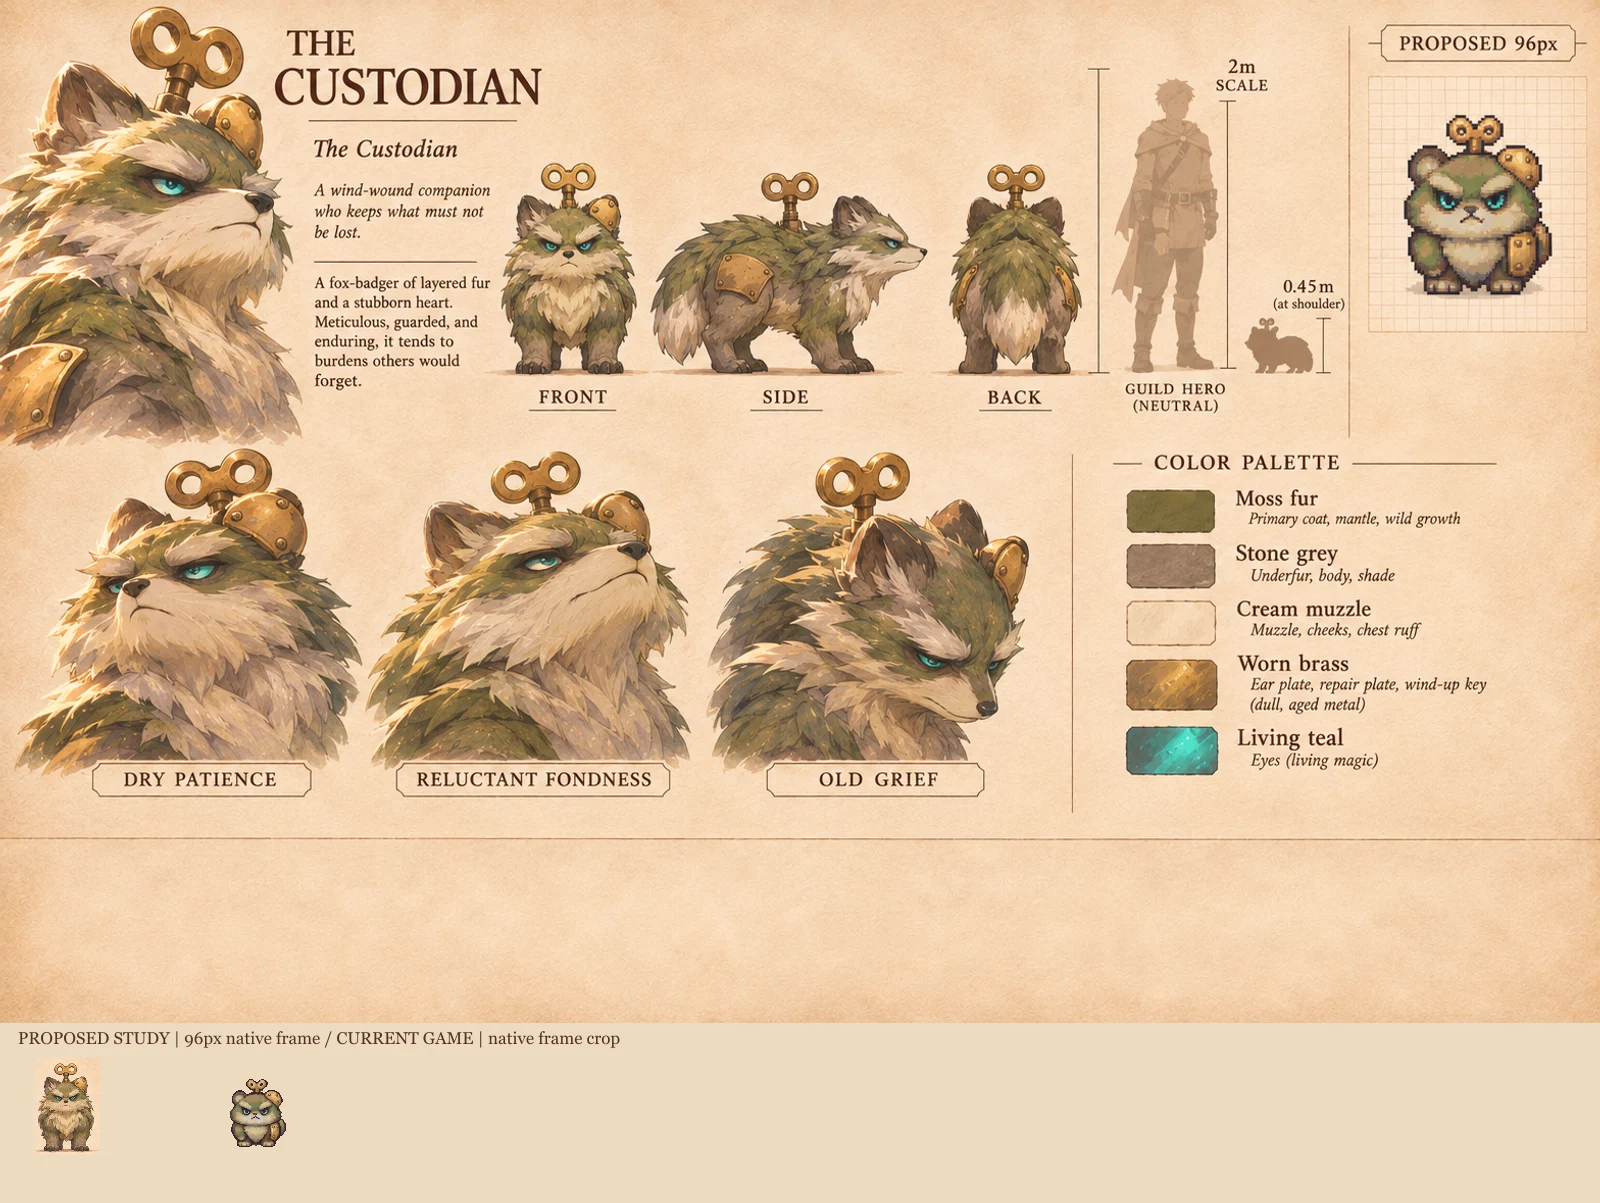 THE
CUSTODIAN
The Custodian
A wind-wound companion
who keeps what must not
be lost.
A fox-badger of layered fur
and a stubborn heart.
Meticulous, guarded, and
enduring, it tends to
burdens others would
forget.
FRONT
SIDE
BACK
2m
SCALE
0.45m
(at shoulder)
GUILD HERO
(NEUTRAL)
PROPOSED 96px
DRY PATIENCE
RELUCTANT FONDNESS
OLD GRIEF
COLOR PALETTE
Moss fur
Primary coat, mantle, wild growth
Stone grey
Underfur, body, shade
Cream muzzle
Muzzle, cheeks, chest ruff
Worn brass
Ear plate, repair plate, wind-up key
(dull, aged metal)
Living teal
Eyes (living magic)
PROPOSED STUDY | 96px native frame / CURRENT GAME | native frame crop